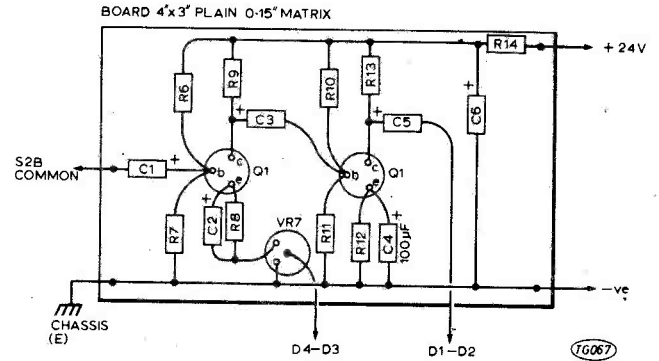 BOARD 4"x3" PLAIN 0·15" MATRIX
R14
+24V
R6
R9
R10
R13
+
+
+
C3
C5
C6
S2B
COMMON
C1
+
b
c
e
Q1
b
c
e
Q1
R7
C2
+
R8
VR7
R11
R12
+
C4
100µF
-ve
CHASSIS
(E)
D4-D3
D1-D2
TG067